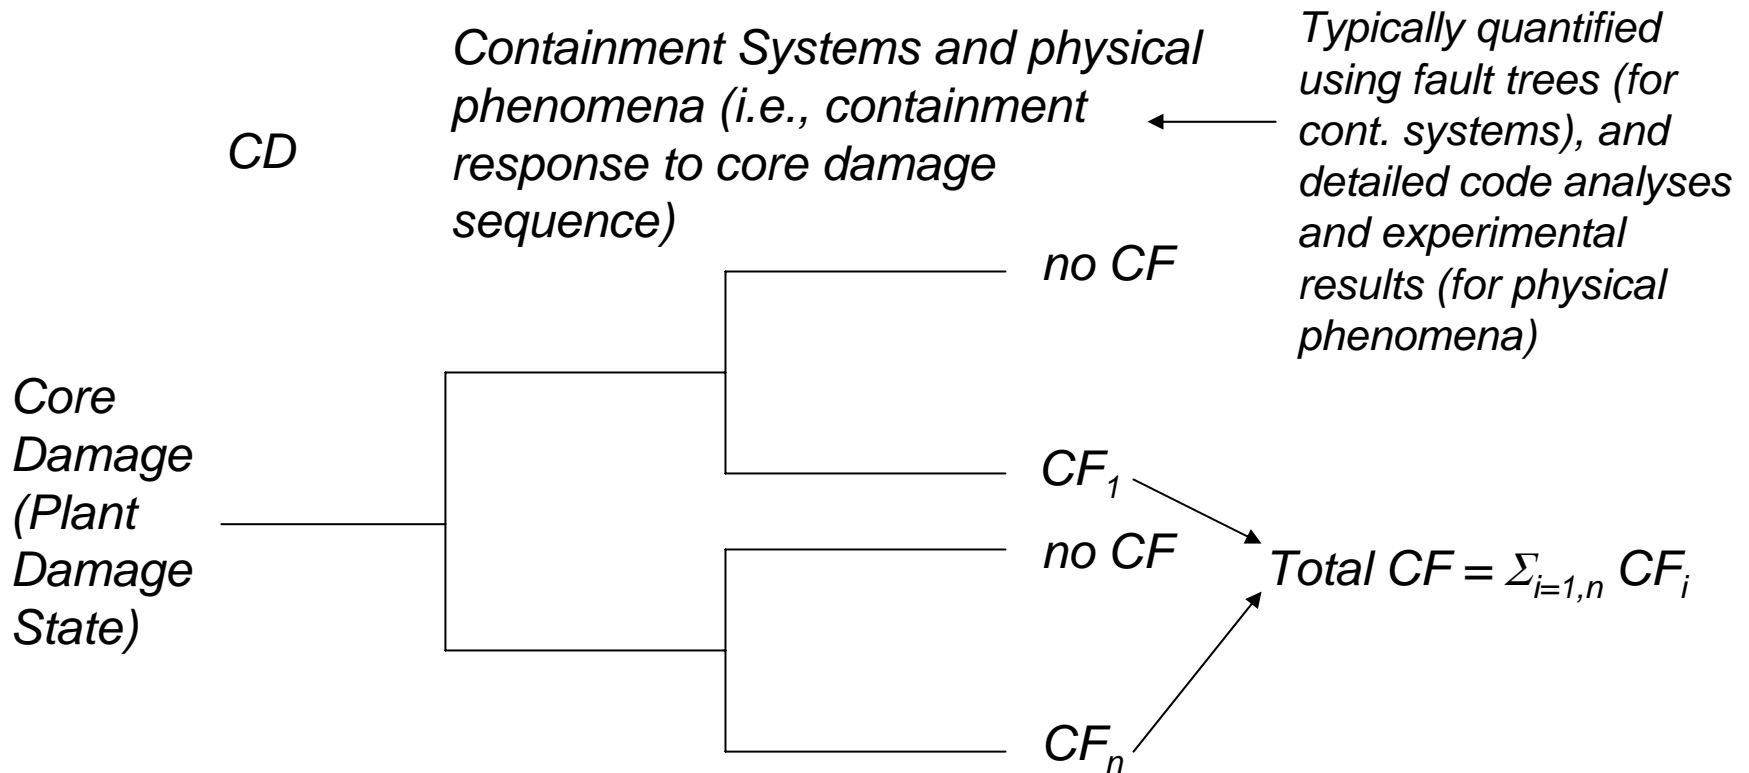 CD
Containment Systems and physical
phenomena (i.e., containment
response to core damage
sequence)
Typically quantified
using fault trees (for
cont. systems), and
detailed code analyses
and experimental
results (for physical
phenomena)
Core
Damage
(Plant
Damage
State)
no CF
CF₁
no CF
CFₙ
Total CF = Σᵢ₌₁,ₙ CFᵢ